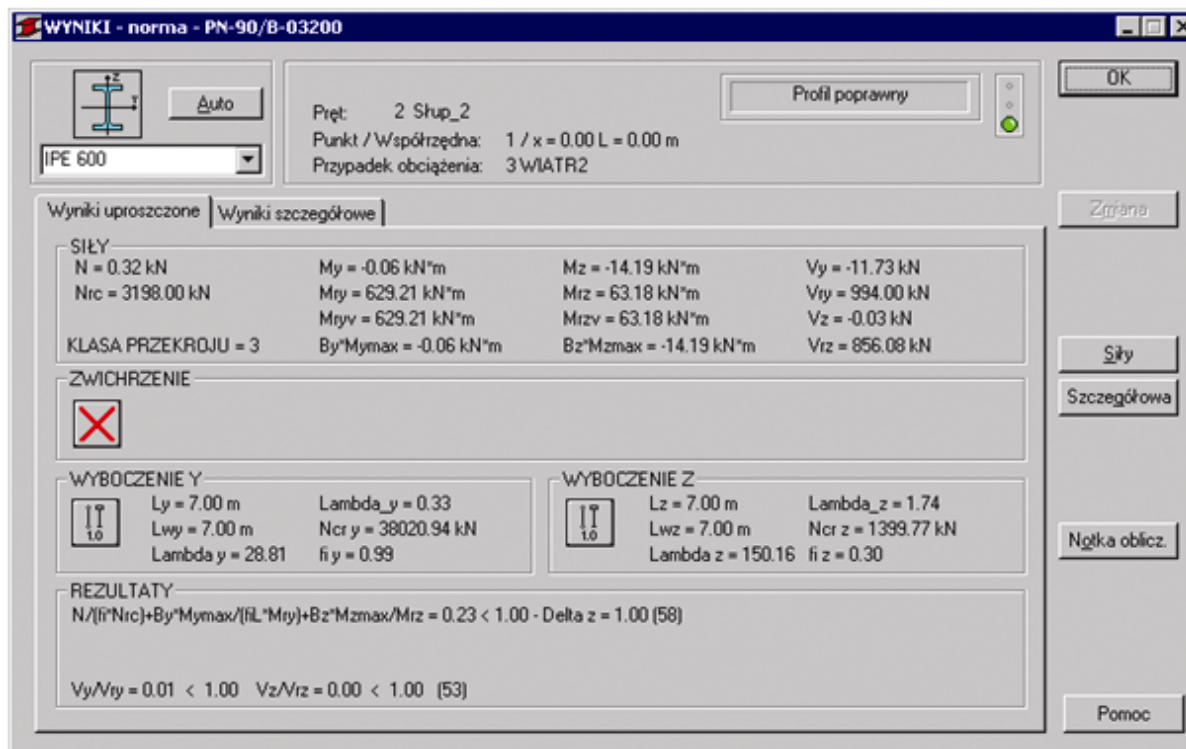 WYNIKI - norma - PN-90/B-03200
Auto
IPE 600
Pręt: 2 Słup_2
Punkt / Współrzędna: 1 / x = 0.00 L = 0.00 m
Przypadek obciążenia: 3 WIATR2
Profil poprawny
OK
Zmiana
Siły
Szczegółowa
Notka oblicz.
Pomoc
Wyniki uproszczone Wyniki szczegółowe
SIŁY
N = 0.32 kN My = -0.06 kN*m Mz = -14.19 kN*m Vy = -11.73 kN
Nrc = 3198.00 kN Mry = 629.21 kN*m Mrz = 63.18 kN*m Vry = 994.00 kN
Mryv = 629.21 kN*m Mrzv = 63.18 kN*m Vz = -0.03 kN
KLASA PRZEKROJU = 3 By*Mymax = -0.06 kN*m Bz*Mzmax = -14.19 kN*m Vrz = 856.08 kN
ZWICHRZENIE
WYBOCZENIE Y
1.0
Ly = 7.00 m Lambda_y = 0.33
Lwy = 7.00 m Ncr y = 38020.94 kN
Lambda y = 28.81 fi y = 0.99
WYBOCZENIE Z
1.0
Lz = 7.00 m Lambda_z = 1.74
Lwz = 7.00 m Ncr z = 1399.77 kN
Lambda z = 150.16 fi z = 0.30
REZULTATY
N/(fi*Nrc)+By*Mymax/(fiL*Mry)+Bz*Mzmax/Mrz = 0.23 < 1.00 - Delta z = 1.00 (58)
Vy/Vry = 0.01 < 1.00 Vz/Vrz = 0.00 < 1.00 (53)